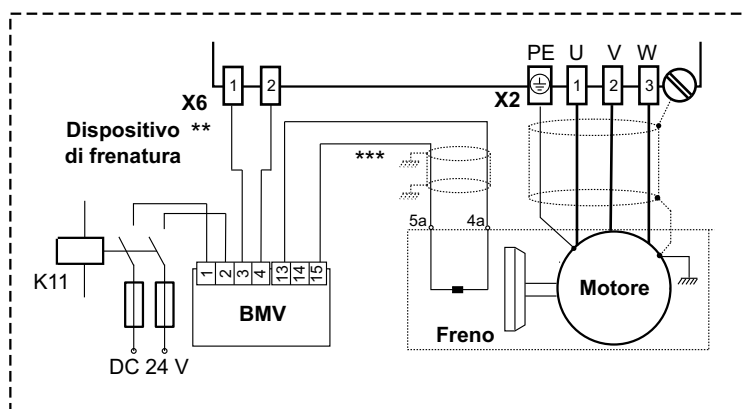 PE U V W
1 2
1 2 3
X6
X2
Dispositivo **
di frenatura
***
5a 4a
K11
1 2 3 4 13 14 15
BMV
Motore
Freno
DC 24 V